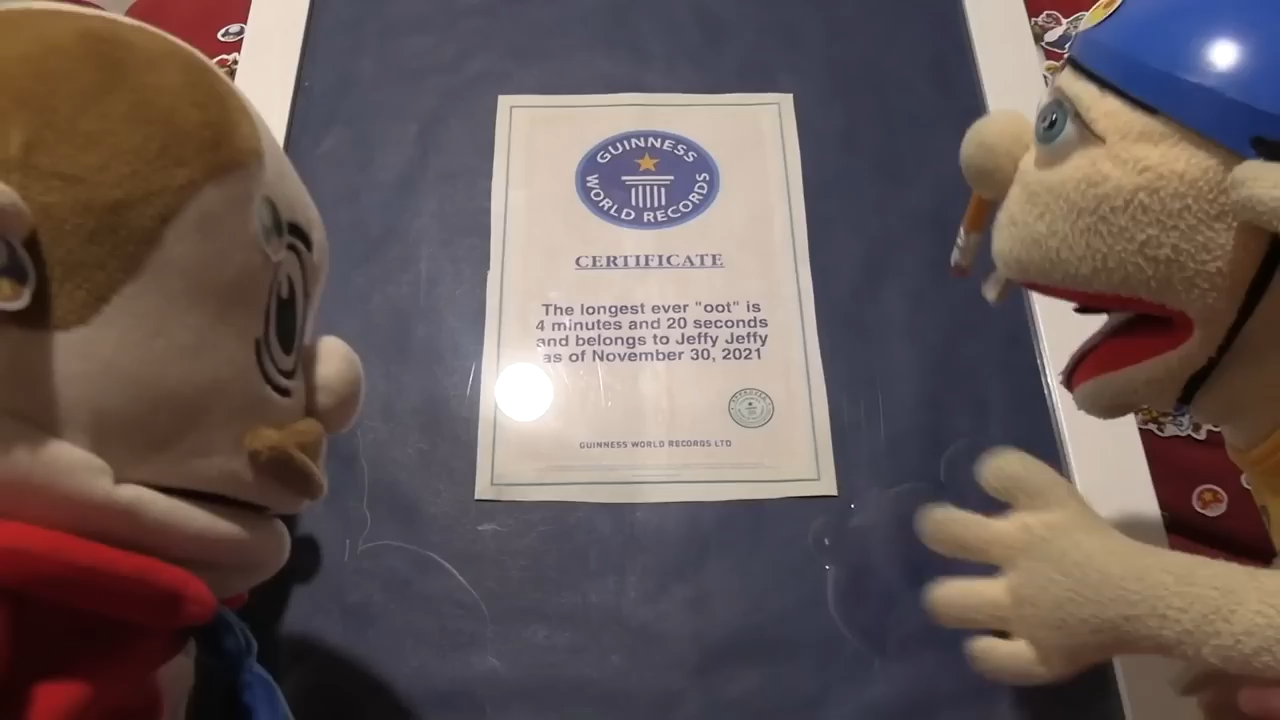 GUINNESS
WORLD RECORDS
CERTIFICATE
The longest ever "oot" is
4 minutes and 20 seconds
and belongs to Jeffy Jeffy
as of November 30, 2021
GUINNESS WORLD RECORDS LTD